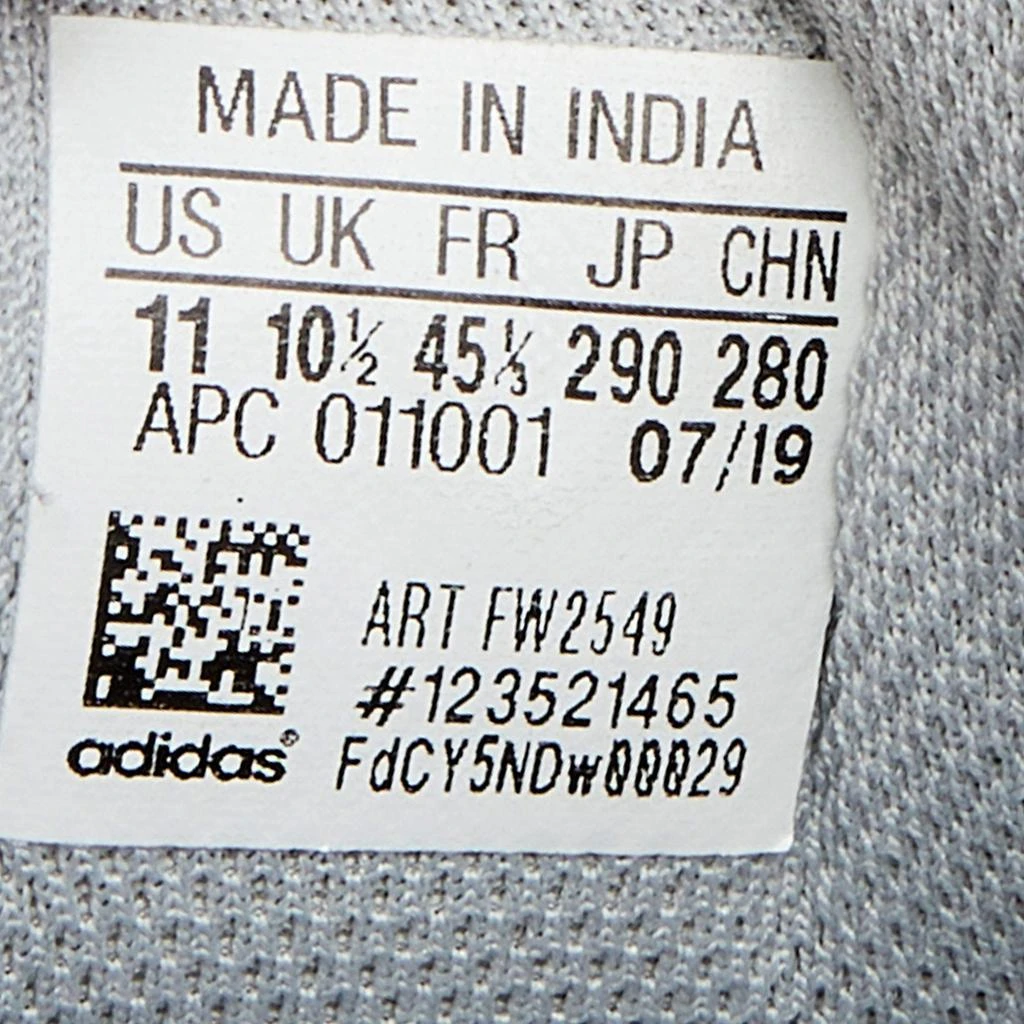 MADE IN INDIA
US UK FR JP CHN
11 10½ 45⅓ 290 280
APC 011001 07/19
ART FW2549
#123521465
adidas® FdCY5NDw00029